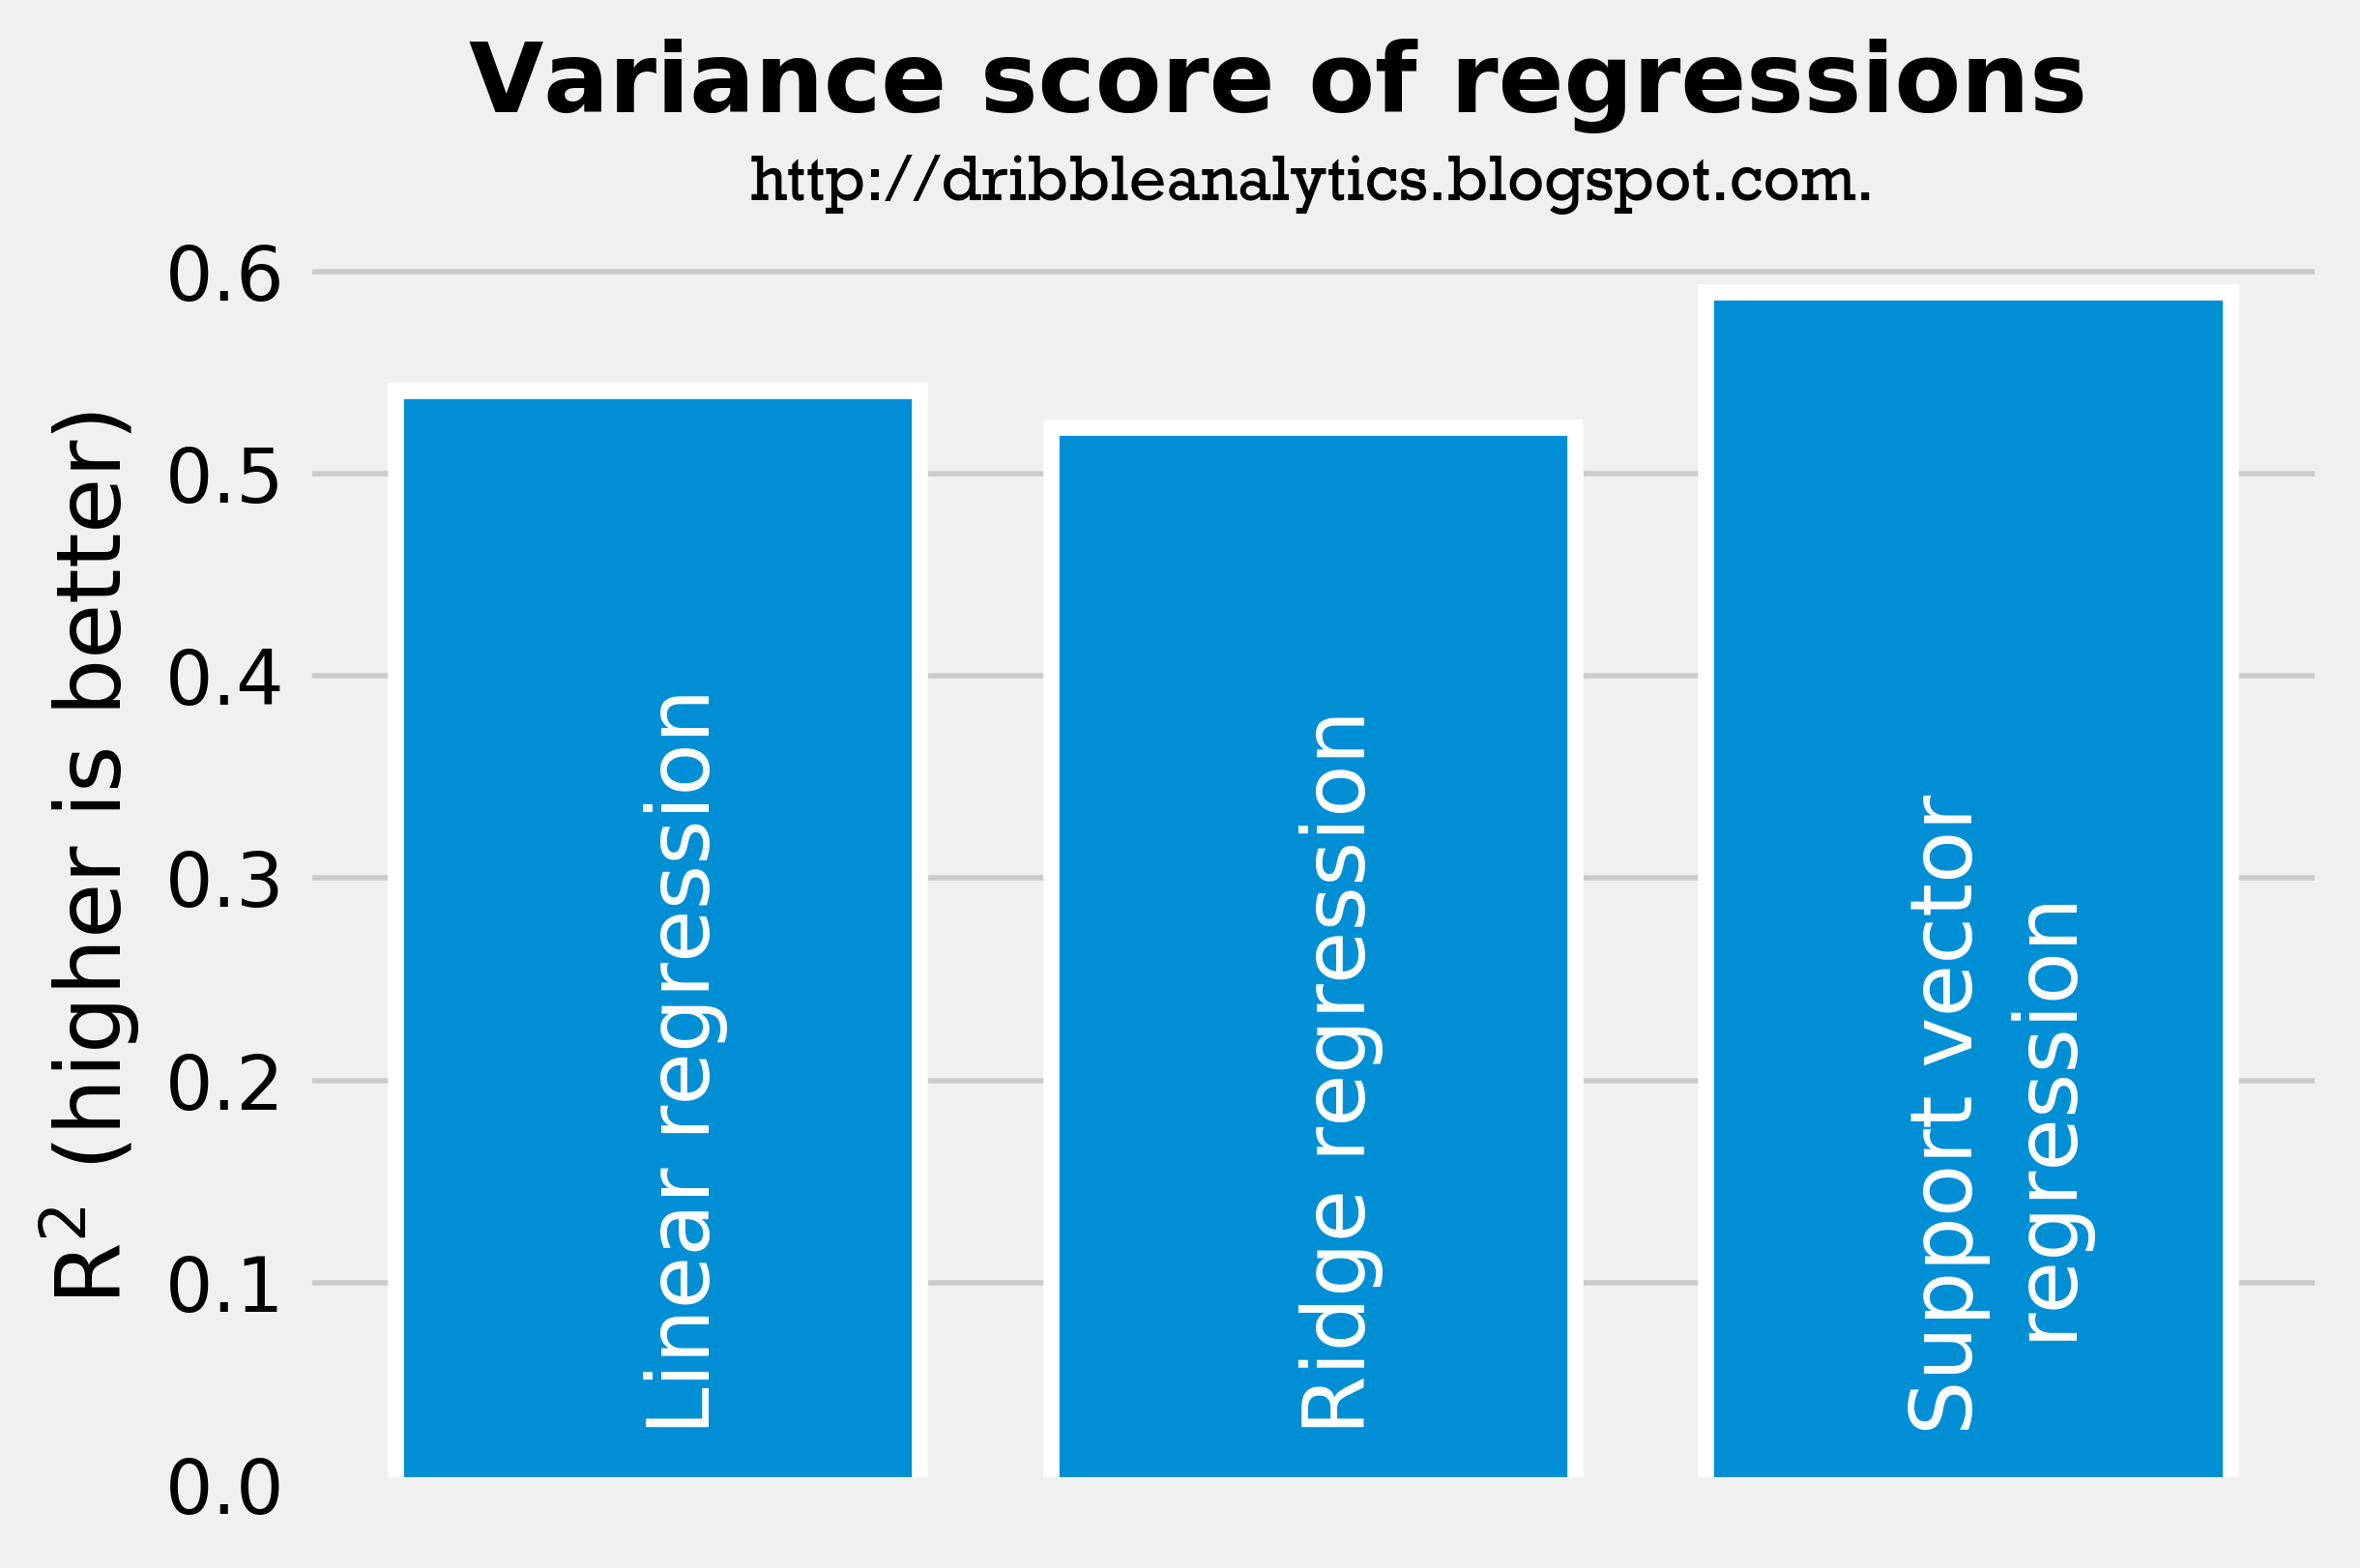 Variance score of regressions
http://dribbleanalytics.blogspot.com.
R² (higher is better)
0.6
0.5
0.4
0.3
0.2
0.1
0.0
Linear regression
Ridge regression
Support vector
regression